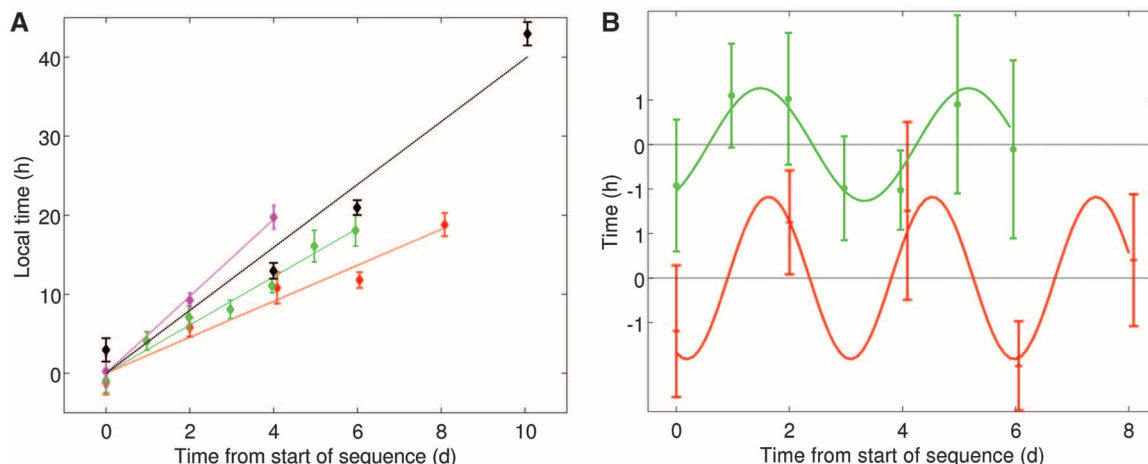 A
Local time (h)
40
30
20
10
0
0 2 4 6 8 10
Time from start of sequence (d)
B
Time (h)
1
0
-1
1
0
-1
0 2 4 6 8
Time from start of sequence (d)